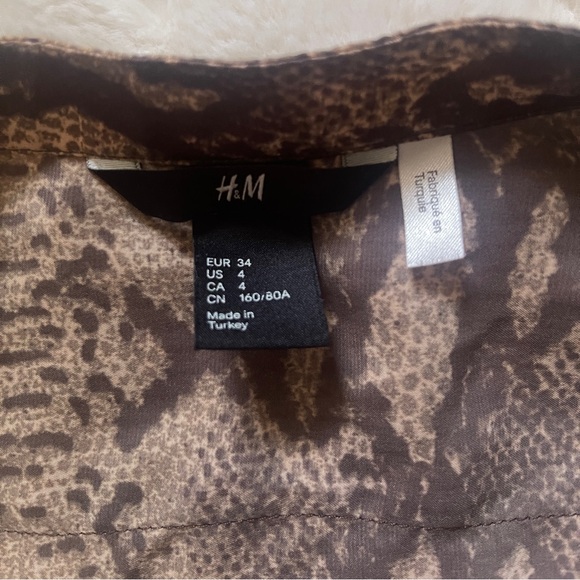 H&M
EUR 34
US 4
CA 4
CN 160/80A
Made in
Turkey
Fabriqué en
Turquie